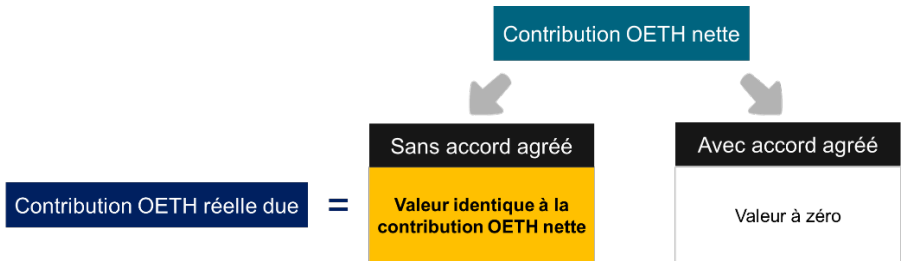 Contribution OETH nette
Sans accord agréé
Avec accord agréé
Contribution OETH réelle due
=
Valeur identique à la
contribution OETH nette
Valeur à zéro